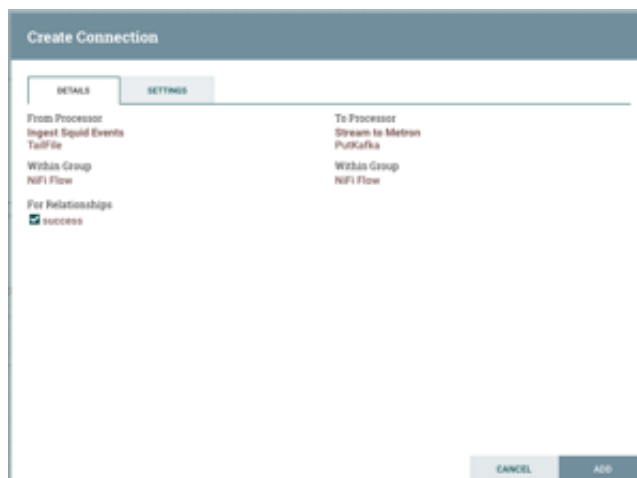 Create Connection
DETAILS SETTINGS
From Processor
Ingest Squid Events
TailFile
Within Group
NiFi Flow
For Relationships
success
To Processor
Stream to Metron
PutKafka
Within Group
NiFi Flow
CANCEL ADD